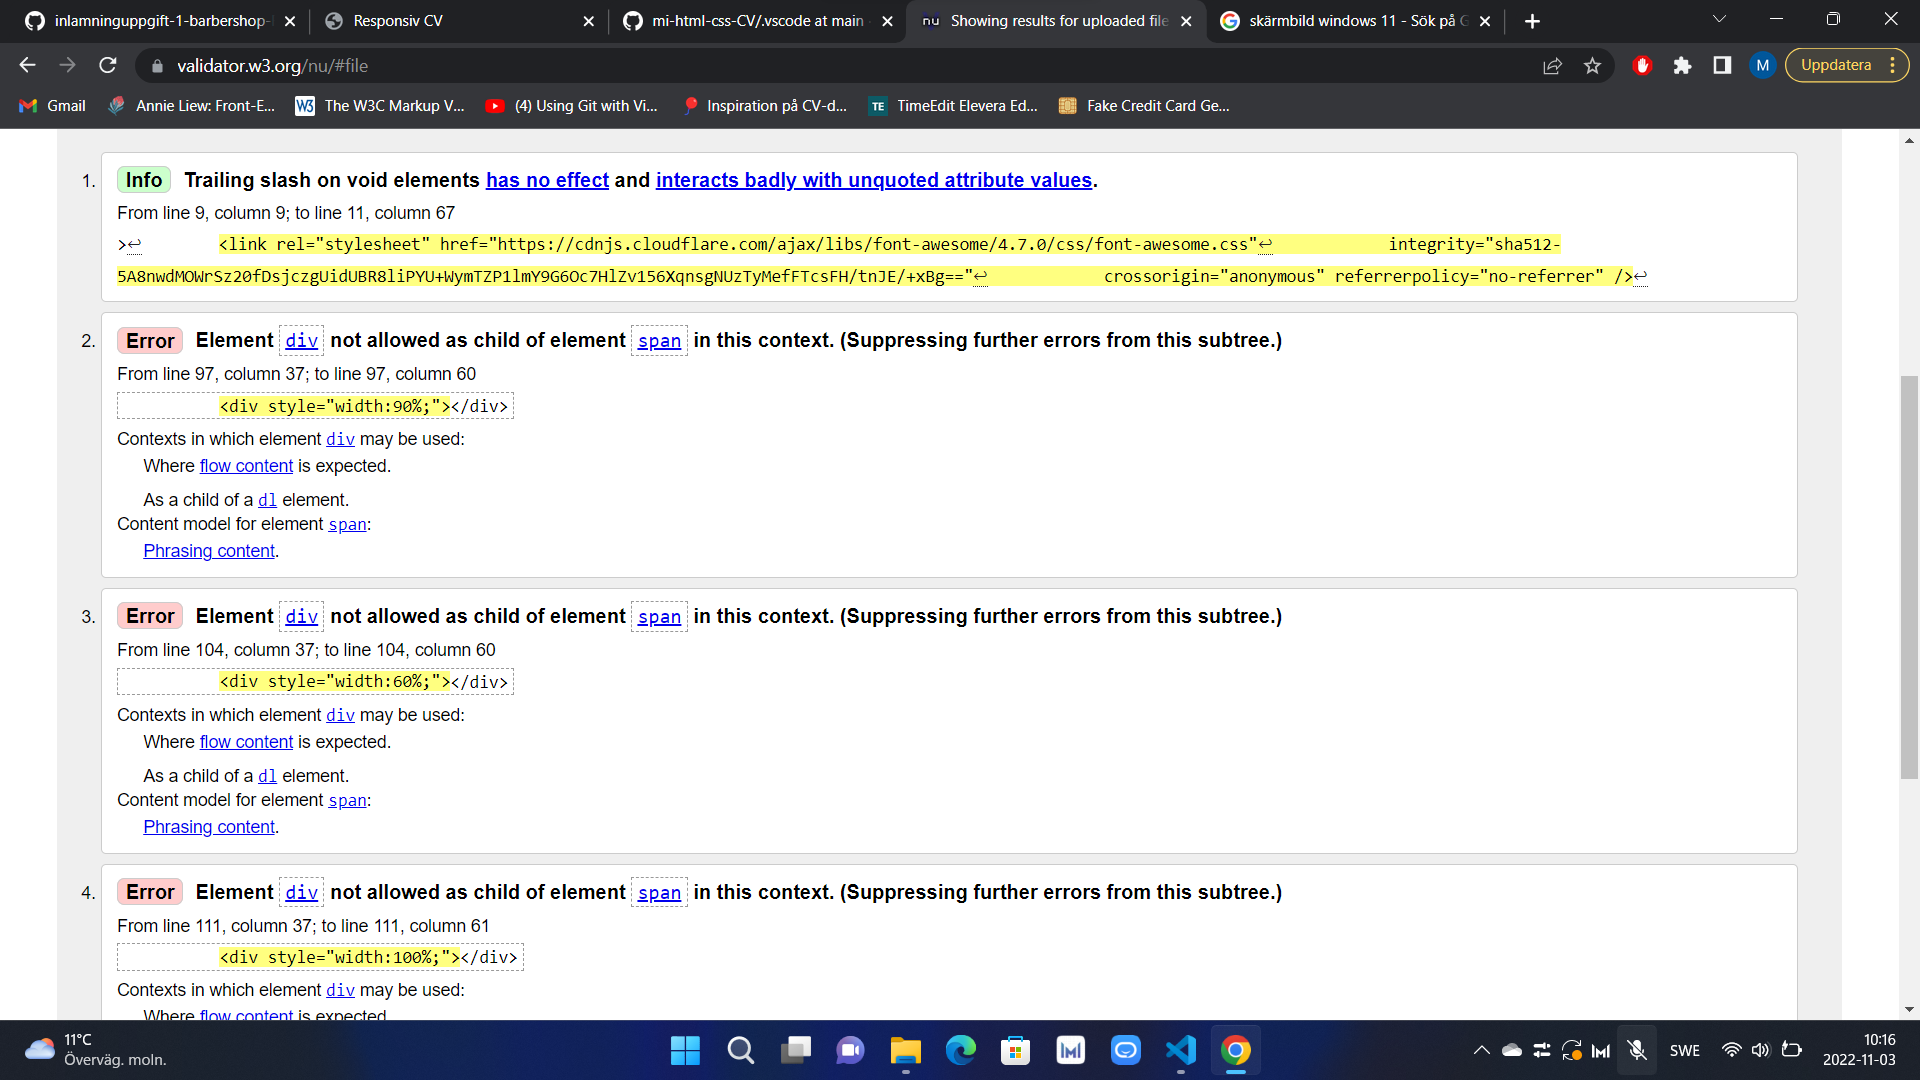 inlamninguppgift-1-barbershop-
Responsiv CV
mi-html-css-CV/.vscode at main
nu Showing results for uploaded file
skärmbild windows 11 - Sök på G
validator.w3.org/nu/#file
M
Uppdatera
Gmail
Annie Liew: Front-E...
W3 The W3C Markup V...
(4) Using Git with Vi...
Inspiration på CV-d...
TE TimeEdit Elevera Ed...
Fake Credit Card Ge...
1. Info Trailing slash on void elements has no effect and interacts badly with unquoted attribute values.
From line 9, column 9; to line 11, column 67
>↩ <link rel="stylesheet" href="https://cdnjs.cloudflare.com/ajax/libs/font-awesome/4.7.0/css/font-awesome.css"↩ integrity="sha512-
5A8nwdMOWrSz20fDsjczgUidUBR8liPYU+WymTZP1lmY9G6Oc7HlZv156XqnsgNUzTyMefFTcsFH/tnJE/+xBg=="↩ crossorigin="anonymous" referrerpolicy="no-referrer" />↩
2. Error Element div not allowed as child of element span in this context. (Suppressing further errors from this subtree.)
From line 97, column 37; to line 97, column 60
<div style="width:90%;"></div>
Contexts in which element div may be used:
Where flow content is expected.
As a child of a dl element.
Content model for element span:
Phrasing content.
3. Error Element div not allowed as child of element span in this context. (Suppressing further errors from this subtree.)
From line 104, column 37; to line 104, column 60
<div style="width:60%;"></div>
Contexts in which element div may be used:
Where flow content is expected.
As a child of a dl element.
Content model for element span:
Phrasing content.
4. Error Element div not allowed as child of element span in this context. (Suppressing further errors from this subtree.)
From line 111, column 37; to line 111, column 61
<div style="width:100%;"></div>
Contexts in which element div may be used:
Where flow content is expected.
11°C
Överväg. moln.
SWE
10:16
2022-11-03